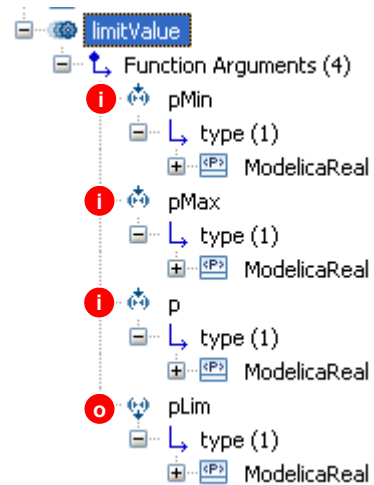 limitValue
Function Arguments (4)
i pMin
type (1)
<P> ModelicaReal
i pMax
type (1)
<P> ModelicaReal
i p
type (1)
<P> ModelicaReal
o pLim
type (1)
<P> ModelicaReal